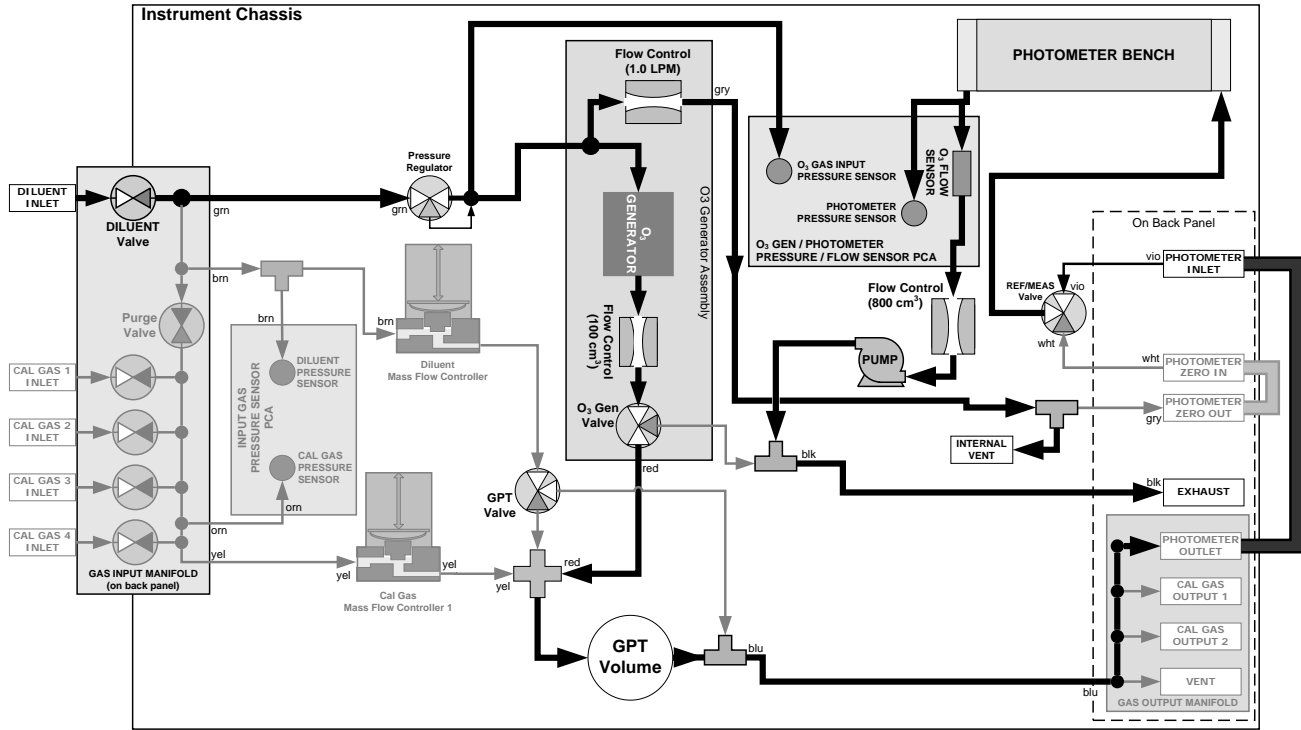 Instrument Chassis
DILUENT
INLET
DILUENT
Valve
grn
Pressure
Regulator
grn
Flow Control
(1.0 LPM)
gry
O3
GENERATOR
Flow Control
(100 cm3)
O3 Gen
Valve
red
O3 Generator Assembly
PHOTOMETER BENCH
O3 GAS INPUT
PRESSURE SENSOR
O3 FLOW
SENSOR
PHOTOMETER
PRESSURE SENSOR
O3 GEN / PHOTOMETER
PRESSURE / FLOW SENSOR PCA
Flow Control
(800 cm3)
PUMP
On Back Panel
REF/MEAS
Valve
vio
vio
PHOTOMETER
INLET
wht
wht
PHOTOMETER
ZERO IN
PHOTOMETER
ZERO OUT
gry
INTERNAL
VENT
blk
blk
EXHAUST
brn
Purge
Valve
brn
brn
DILUENT
PRESSURE
SENSOR
INPUT GAS
PRESSURE SENSOR
PCA
CAL GAS
PRESSURE
SENSOR
orn
orn
Diluent
Mass Flow Controller
CAL GAS 1
INLET
CAL GAS 2
INLET
CAL GAS 3
INLET
CAL GAS 4
INLET
GAS INPUT MANIFOLD
(on back panel)
yel
yel
yel
yel
Cal Gas
Mass Flow Controller 1
GPT
Valve
red
GPT
Volume
blu
blu
PHOTOMETER
OUTLET
CAL GAS
OUTPUT 1
CAL GAS
OUTPUT 2
VENT
GAS OUTPUT MANIFOLD